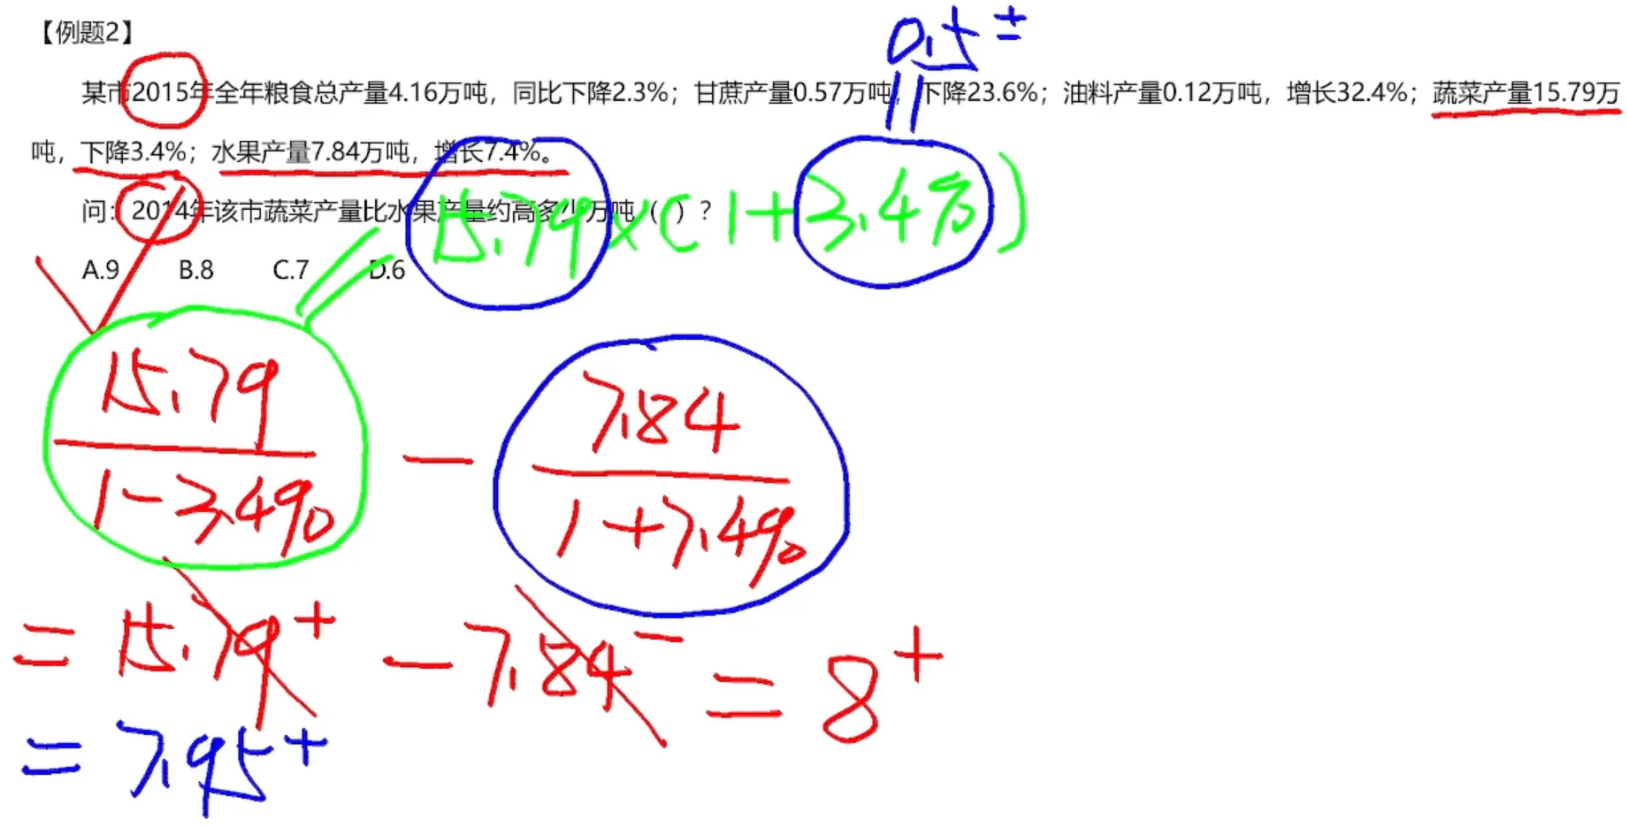 【例题2】
0.5±
某市2015年全年粮食总产量4.16万吨，同比下降2.3%；甘蔗产量0.57万吨，下降23.6%；油料产量0.12万吨，增长32.4%；蔬菜产量15.79万
吨，下降3.4%；水果产量7.84万吨，增长7.4%。
问：2014年该市蔬菜产量比水果产量约高多少万吨（ ）？
15.79×(1+3.4%)
A.9 B.8 C.7 D.6
15.79 7.84
— 
1-3.4% 1+7.4%
= 15.79⁺ - 7.84⁻ = 8⁺
= 7.95⁺